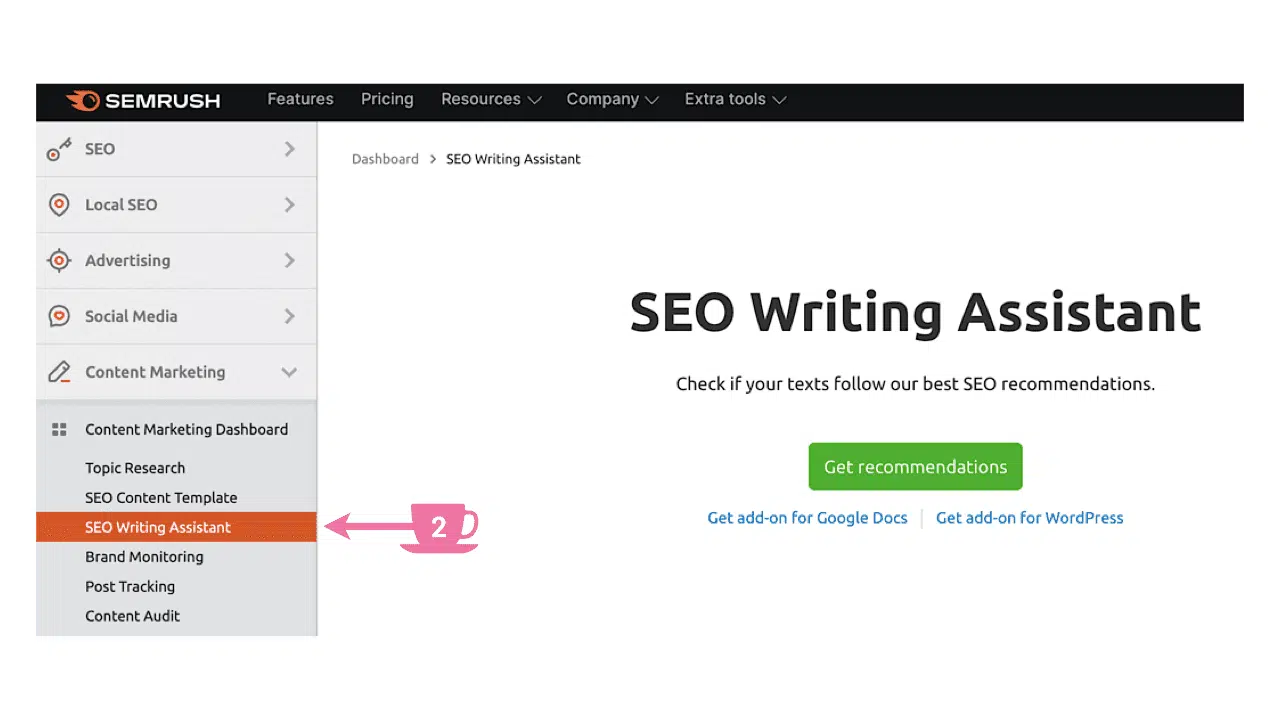 SEMRUSH Features Pricing Resources Company Extra tools
SEO
Local SEO
Advertising
Social Media
Content Marketing
Content Marketing Dashboard
Topic Research
SEO Content Template
SEO Writing Assistant
Brand Monitoring
Post Tracking
Content Audit
2
Dashboard > SEO Writing Assistant
SEO Writing Assistant
Check if your texts follow our best SEO recommendations.
Get recommendations
Get add-on for Google Docs | Get add-on for WordPress